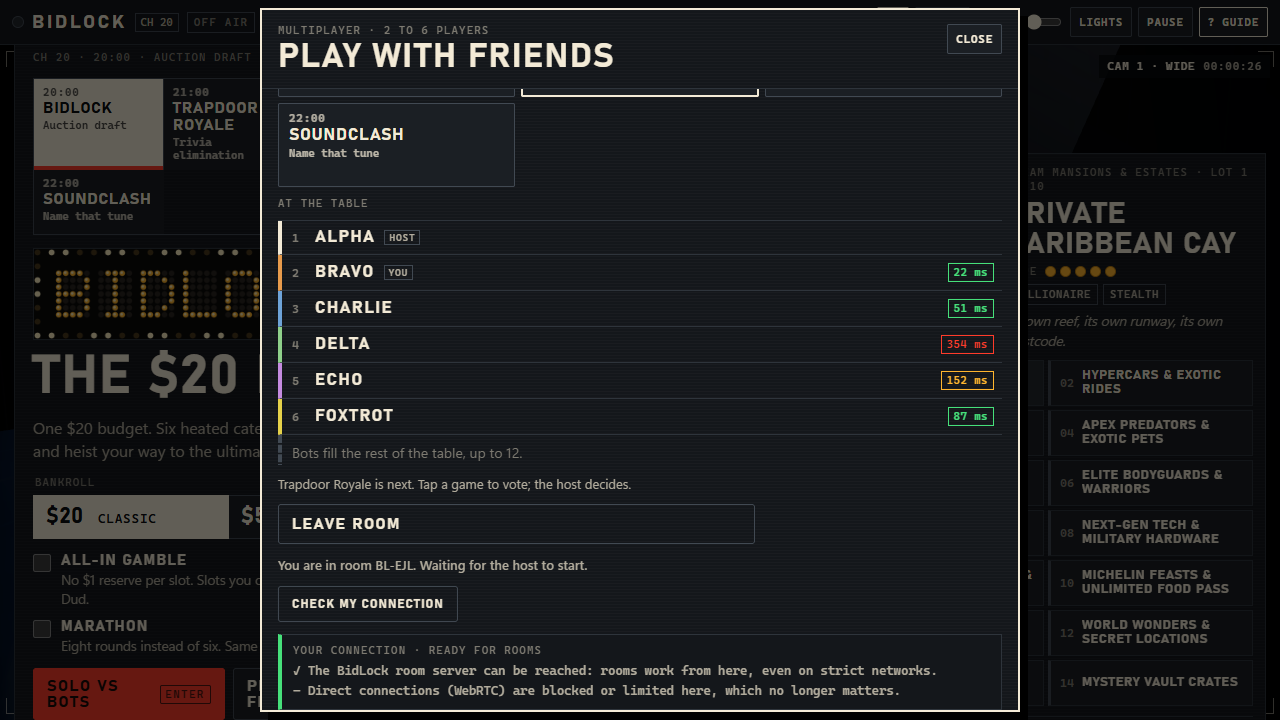 BIDLOCK CH 20 OFF AIR
LIGHTS PAUSE ? GUIDE
CH 20 · 20:00 · AUCTION DRAFT
CAM 1 · WIDE 00:00:26
20:00
BIDLOCK
Auction draft
21:00
TRAPDOOR
ROYALE
Trivia
elimination
22:00
SOUNDCLASH
Name that tune
BIDLO
THE $20
One $20 budget. Six heated cate
and heist your way to the ultima
BANKROLL
$20 CLASSIC
ALL-IN GAMBLE
No $1 reserve per slot. Slots you c
Dud.
MARATHON
Eight rounds instead of six. Same
SOLO VS
BOTS
ENTER
MULTIPLAYER · 2 TO 6 PLAYERS
PLAY WITH FRIENDS
CLOSE
22:00
SOUNDCLASH
Name that tune
AT THE TABLE
1 ALPHA HOST
2 BRAVO YOU 22 ms
3 CHARLIE 51 ms
4 DELTA 354 ms
5 ECHO 152 ms
6 FOXTROT 87 ms
Bots fill the rest of the table, up to 12.
Trapdoor Royale is next. Tap a game to vote; the host decides.
LEAVE ROOM
You are in room BL-EJL. Waiting for the host to start.
CHECK MY CONNECTION
YOUR CONNECTION · READY FOR ROOMS
✓ The BidLock room server can be reached: rooms work from here, even on strict networks.
– Direct connections (WebRTC) are blocked or limited here, which no longer matters.
AM MANSIONS & ESTATES · LOT 1
10
RIVATE
ARIBBEAN CAY
E
LLIONAIRE STEALTH
own reef, its own runway, its own
stcode.
02 HYPERCARS & EXOTIC
RIDES
04 APEX PREDATORS &
EXOTIC PETS
06 ELITE BODYGUARDS &
WARRIORS
08 NEXT-GEN TECH &
MILITARY HARDWARE
10 MICHELIN FEASTS &
UNLIMITED FOOD PASS
12 WORLD WONDERS &
SECRET LOCATIONS
14 MYSTERY VAULT CARDS